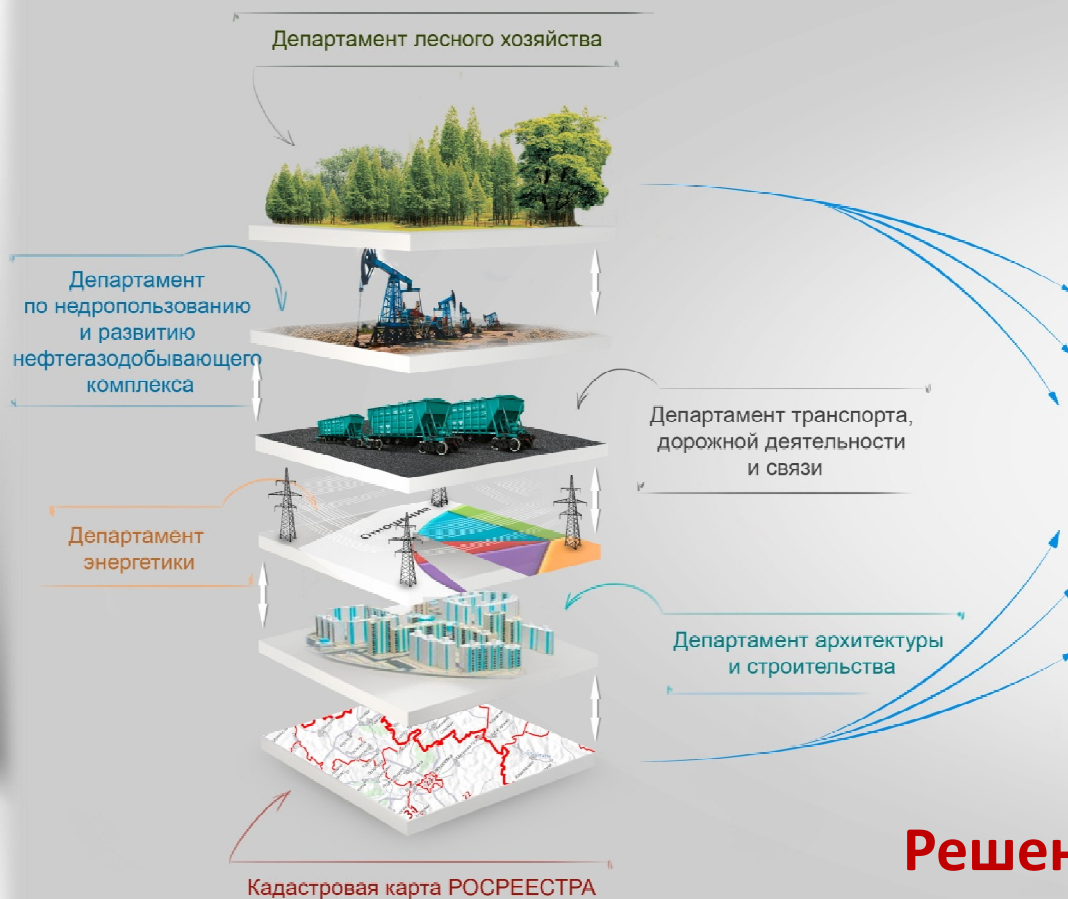 Департамент лесного хозяйства
Департамент
по недропользованию
и развитию
нефтегазодобывающего
комплекса
Департамент транспорта,
дорожной деятельности
и связи
Департамент
энергетики
Департамент архитектуры
и строительства
Кадастровая карта РОСРЕЕСТРА
Решен